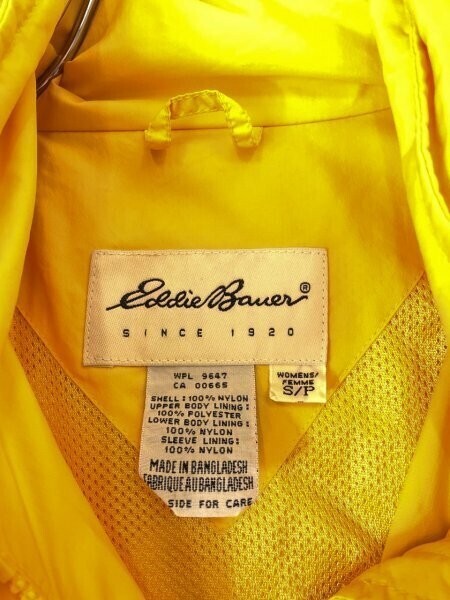 Eddie Bauer®
SINCE 1920
WPL 9647
CA 00665
SHELL: 100% NYLON
UPPER BODY LINING:
100% POLYESTER
LOWER BODY LINING:
100% NYLON
SLEEVE LINING:
100% NYLON
MADE IN BANGLADESH
FABRIQUE AU BANGLADESH
SIDE FOR CARE
WOMENS/
FEMME
S/P